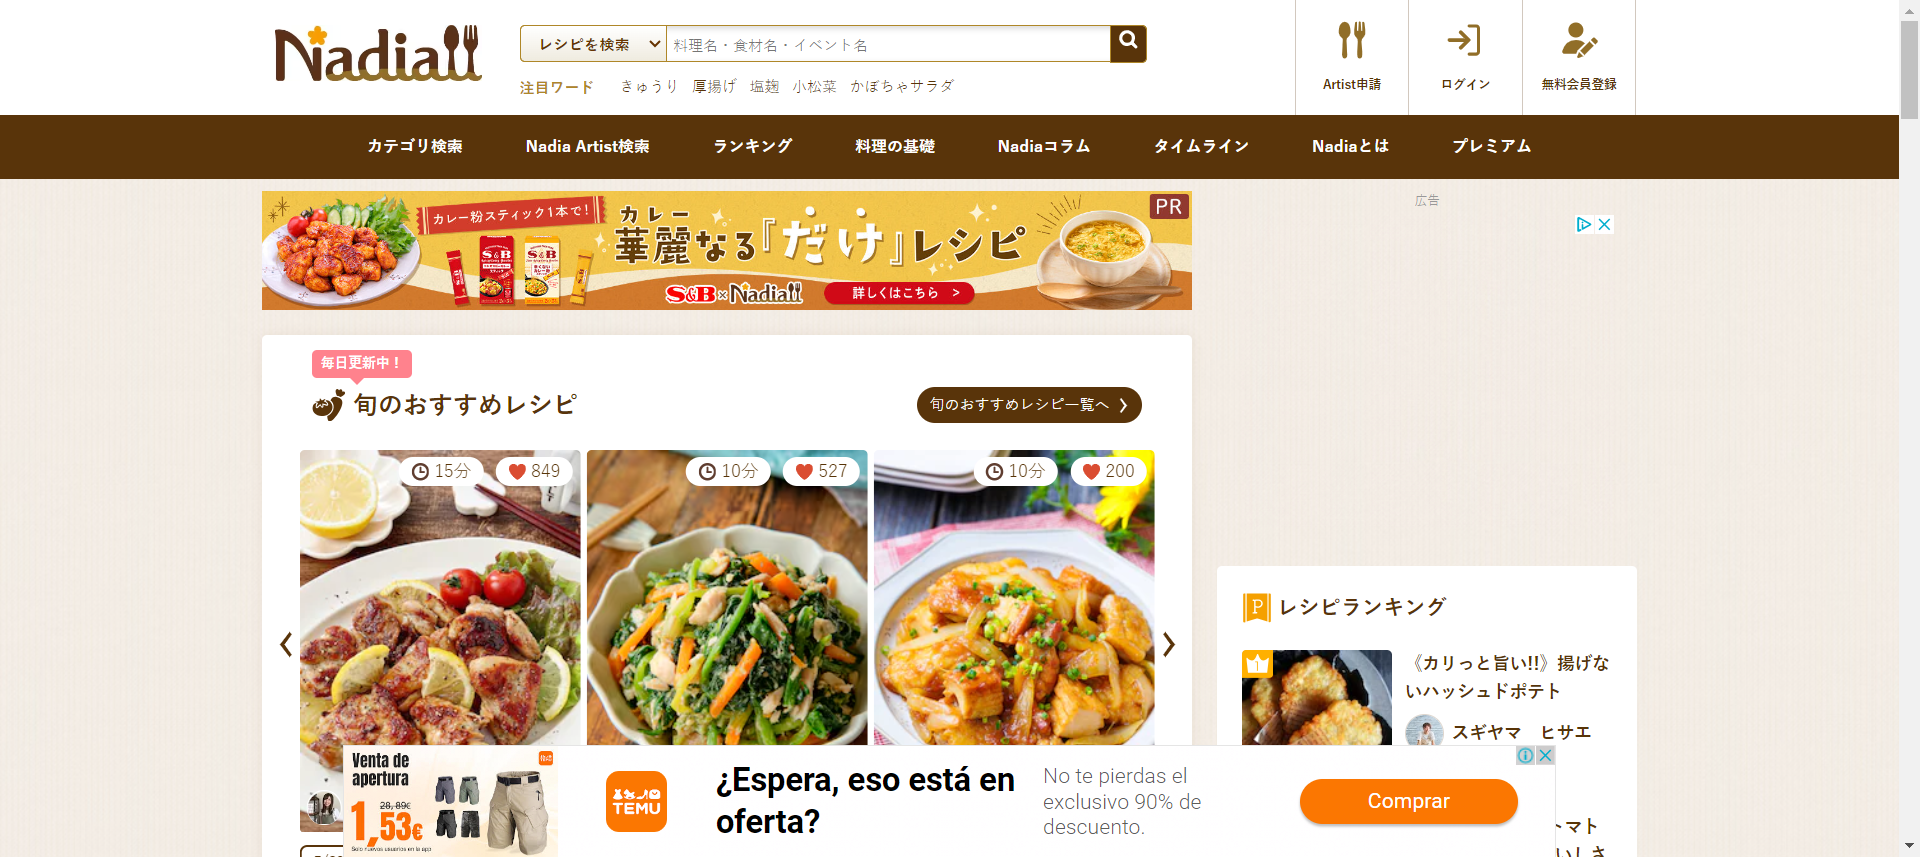 Nadia
レシピを検索
料理名・食材名・イベント名
注目ワード きゅうり 厚揚げ 塩麹 小松菜 かぼちゃサラダ
Artist申請
ログイン
無料会員登録
カテゴリ検索 Nadia Artist検索 ランキング 料理の基礎 Nadiaコラム タイムライン Nadiaとは プレミアム
カレー粉スティック1本で!
カレー
華麗なる『だけ』レシピ
PR
S&B
S&B
S&B×Nadia
詳しくはこちら >
広告
毎日更新中！
旬のおすすめレシピ
旬のおすすめレシピ一覧へ
15分 849
10分 527
10分 200
P レシピランキング
1
《カリっと旨い!!》揚げな
いハッシュドポテト
スギヤマ ヒサエ
Venta de
apertura
28,89€
1,53€
Solo nuevos usuarios en la app
TEMU
¿Espera, eso está en
oferta?
No te pierdas el
exclusivo 90% de
descuento.
Comprar
トマト
いしさ